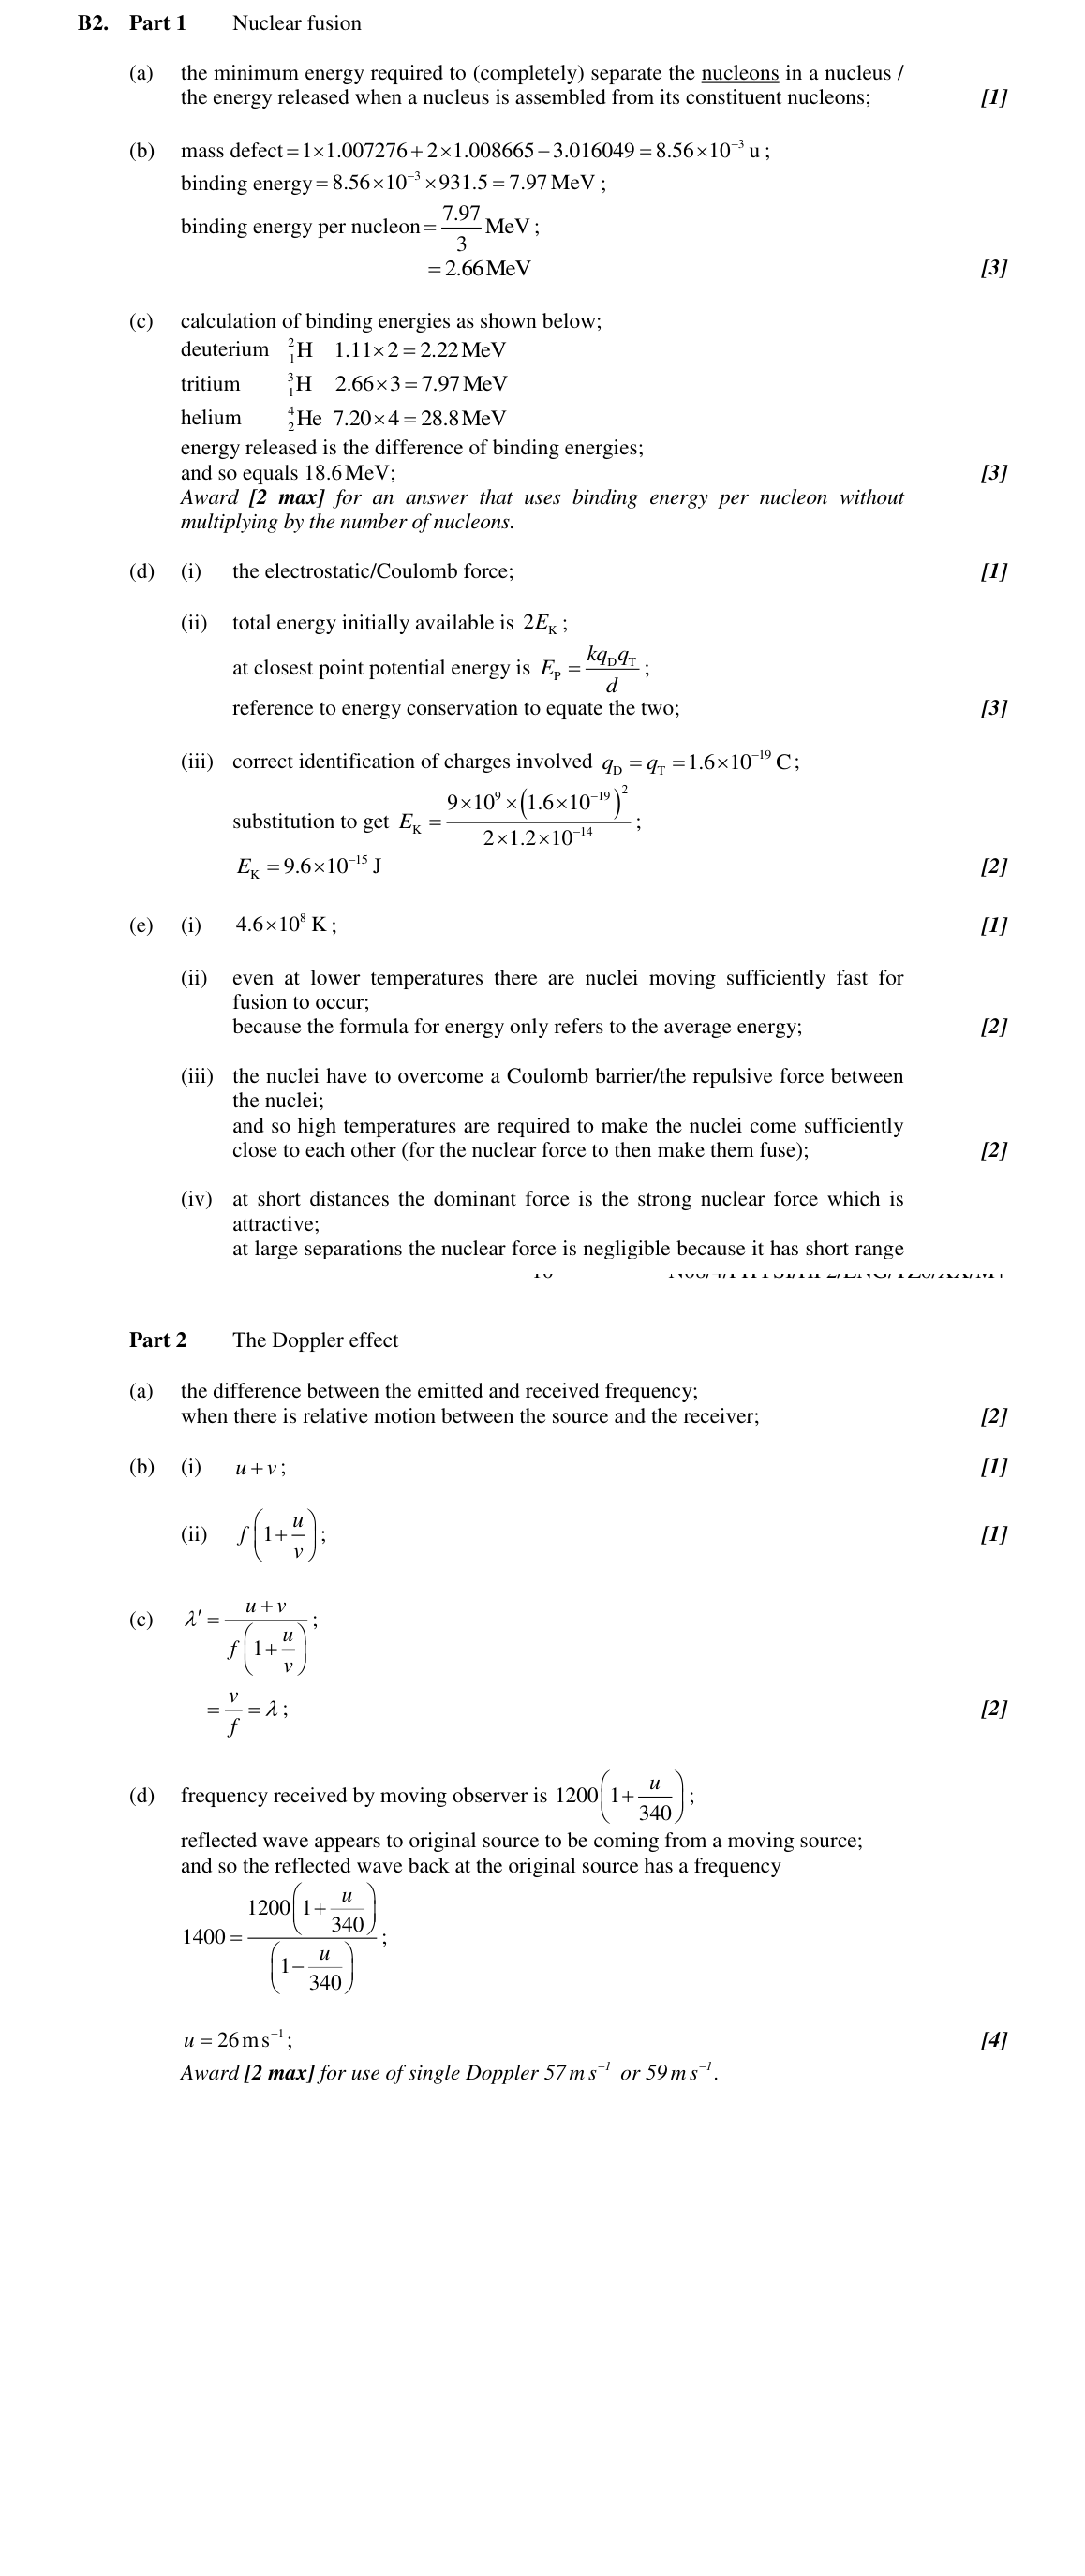 B2. Part 1 Nuclear fusion
(a) the minimum energy required to (completely) separate the nucleons in a nucleus /
the energy released when a nucleus is assembled from its constituent nucleons; [1]
(b) mass defect = 1×1.007276 + 2×1.008665 − 3.016049 = 8.56×10⁻³ u ;
binding energy = 8.56×10⁻³ × 931.5 = 7.97 MeV ;
binding energy per nucleon = 7.97/3 MeV ;
= 2.66 MeV [3]
(c) calculation of binding energies as shown below;
deuterium ²₁H 1.11×2 = 2.22 MeV
tritium ³₁H 2.66×3 = 7.97 MeV
helium ⁴₂He 7.20×4 = 28.8 MeV
energy released is the difference of binding energies;
and so equals 18.6 MeV; [3]
Award [2 max] for an answer that uses binding energy per nucleon without
multiplying by the number of nucleons.
(d) (i) the electrostatic/Coulomb force; [1]
(ii) total energy initially available is 2E_K ;
at closest point potential energy is E_P = kq_Dq_T/d ;
reference to energy conservation to equate the two; [3]
(iii) correct identification of charges involved q_D = q_T = 1.6×10⁻¹⁹ C ;
substitution to get E_K = 9×10⁹ × (1.6×10⁻¹⁹)² / 2×1.2×10⁻¹⁴ ;
E_K = 9.6×10⁻¹⁵ J [2]
(e) (i) 4.6×10⁸ K ; [1]
(ii) even at lower temperatures there are nuclei moving sufficiently fast for
fusion to occur;
because the formula for energy only refers to the average energy; [2]
(iii) the nuclei have to overcome a Coulomb barrier/the repulsive force between
the nuclei;
and so high temperatures are required to make the nuclei come sufficiently
close to each other (for the nuclear force to then make them fuse); [2]
(iv) at short distances the dominant force is the strong nuclear force which is
attractive;
at large separations the nuclear force is negligible because it has short range
Part 2 The Doppler effect
(a) the difference between the emitted and received frequency;
when there is relative motion between the source and the receiver; [2]
(b) (i) u + v ; [1]
(ii) f(1 + u/v) ; [1]
(c) λ′ = (u + v) / f(1 + u/v) ;
= v/f = λ ; [2]
(d) frequency received by moving observer is 1200(1 + u/340) ;
reflected wave appears to original source to be coming from a moving source;
and so the reflected wave back at the original source has a frequency
1400 = 1200(1 + u/340) / (1 − u/340) ;
u = 26 m s⁻¹ ; [4]
Award [2 max] for use of single Doppler 57 m s⁻¹ or 59 m s⁻¹.